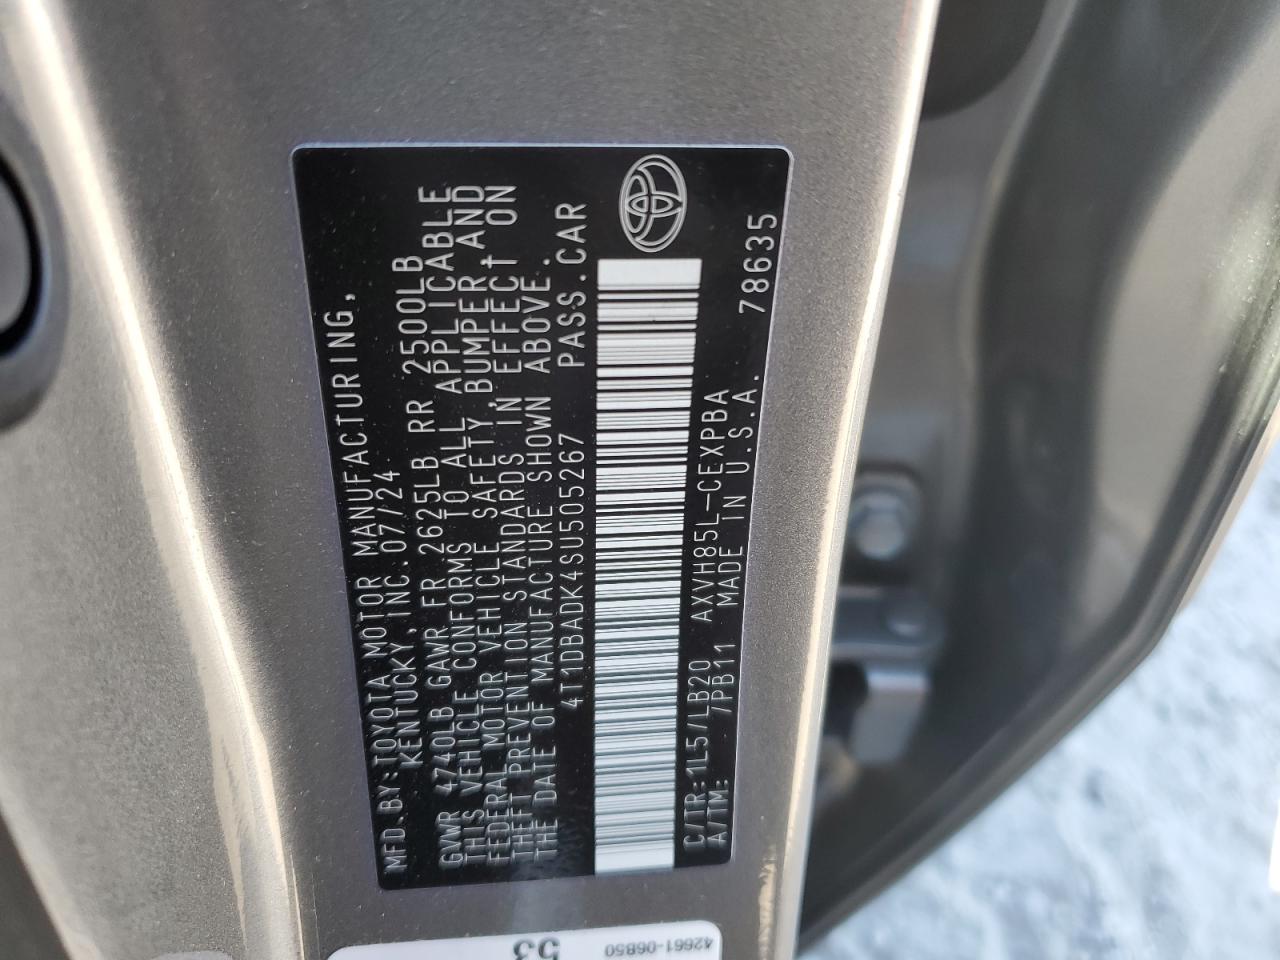 MFD.BY:TOYOTA MOTOR MANUFACTURING,
KENTUCKY, INC.07/24
GVWR 4740LB GAWR FR 2625LB RR 2500LB
THIS VEHICLE CONFORMS TO ALL APPLICABLE
FEDERAL MOTOR VEHICLE SAFETY,BUMPER,AND
THEFT PREVENTION STANDARDS IN EFFECT ON
THE DATE OF MANUFACTURE SHOWN ABOVE.
4T1DBADK4SU505267 PASS.CAR
C/TR:1L5/LB20 AXVH85L-CEXPBA
A/TM: /PB11 MADE IN U.S.A. 78635
53
42661-06850